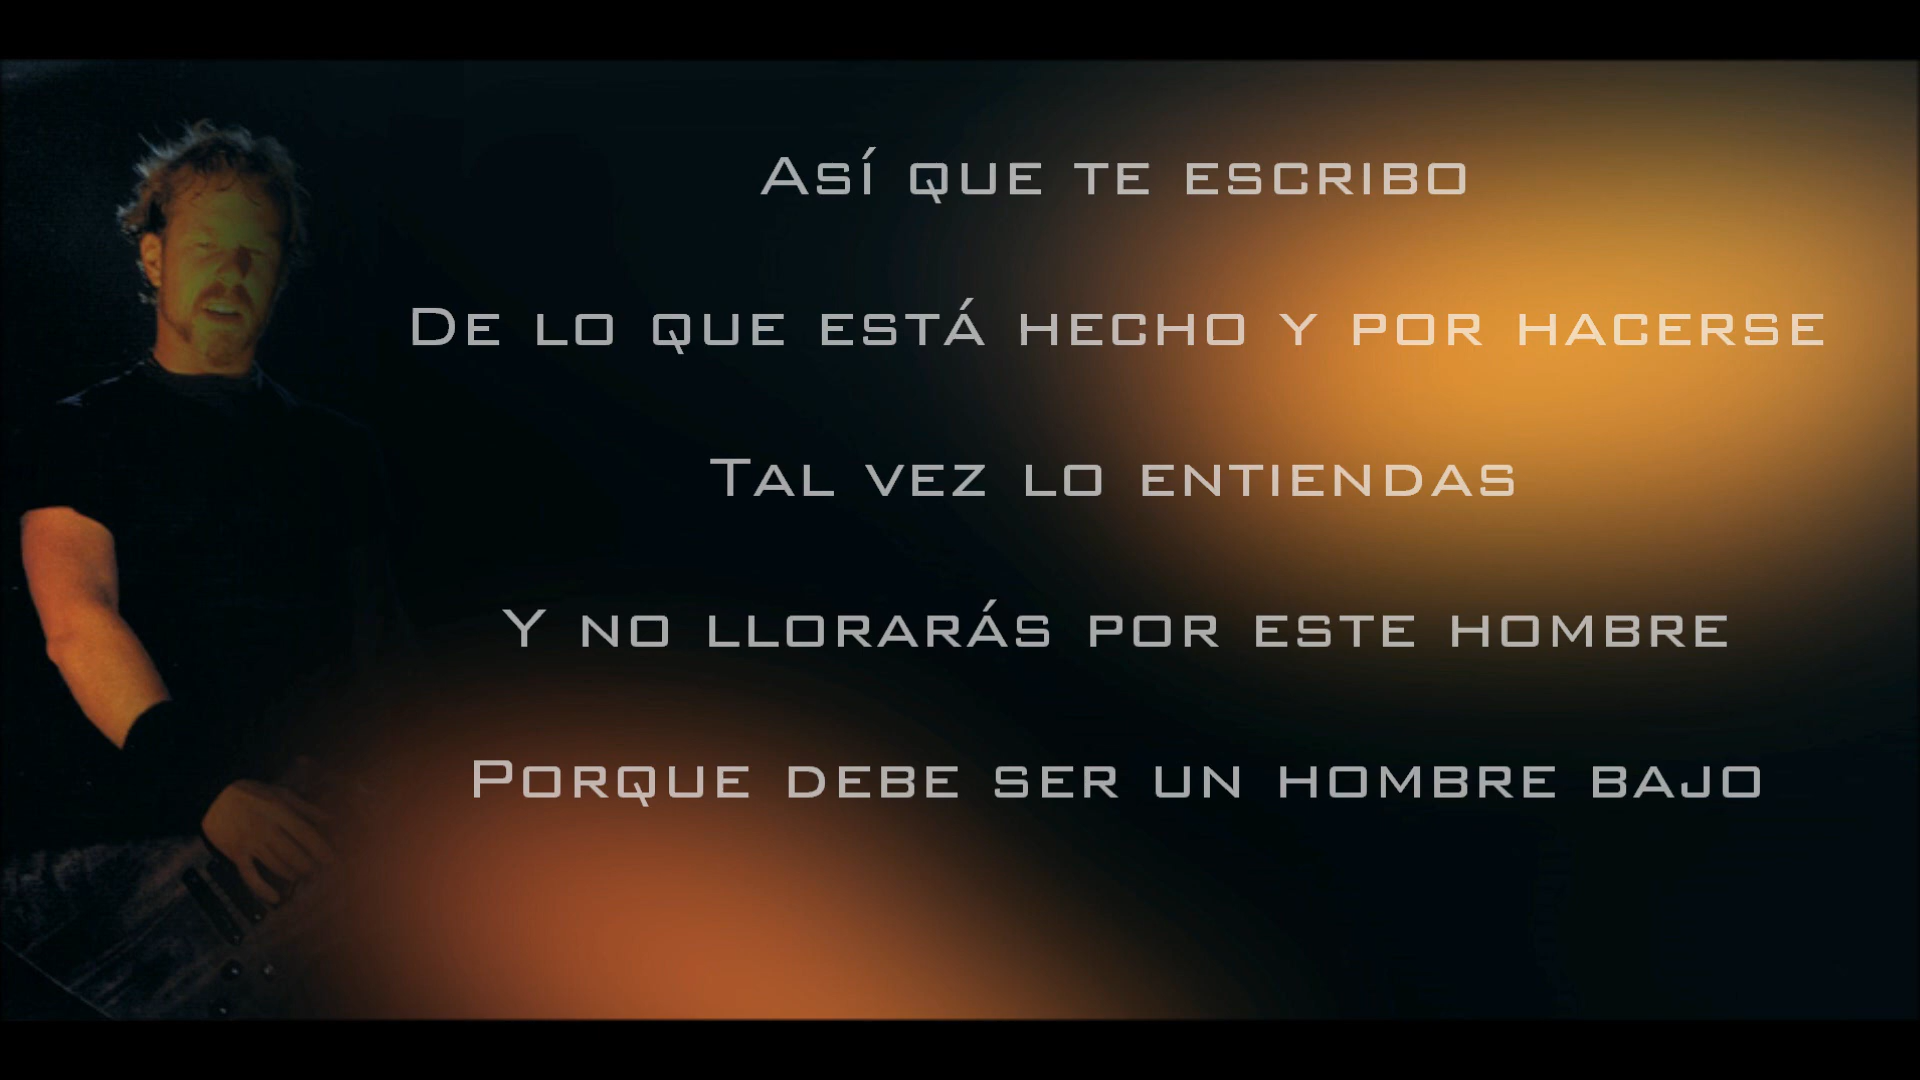 Así que te escribo
De lo que está hecho y por hacerse
Tal vez lo entiendas
Y no llorarás por este hombre
Porque debe ser un hombre bajo